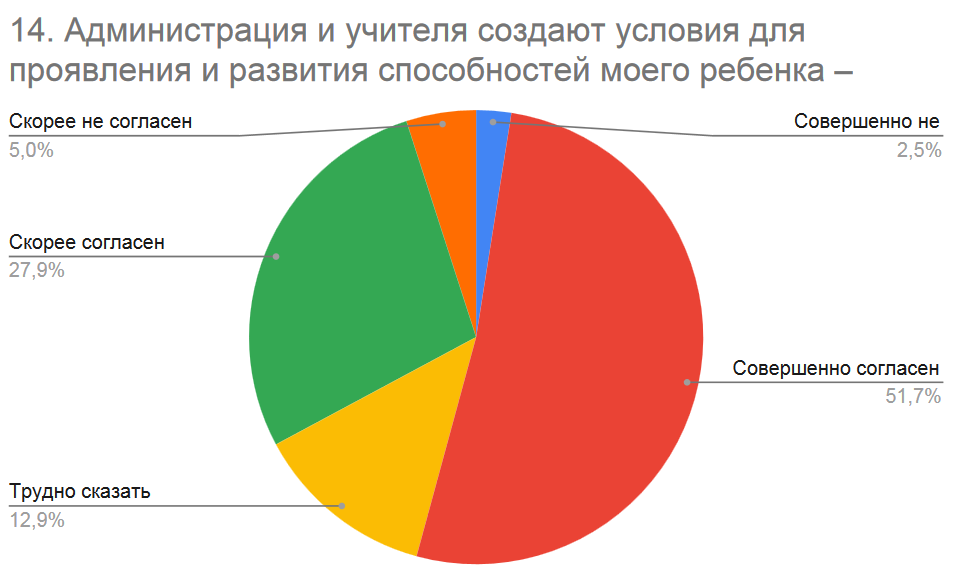 14. Администрация и учителя создают условия для
проявления и развития способностей моего ребенка –
Скорее не согласен
5,0%
Совершенно не
2,5%
Скорее согласен
27,9%
Совершенно согласен
51,7%
Трудно сказать
12,9%